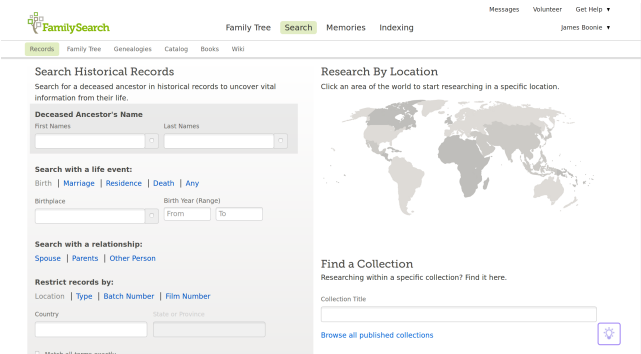 Messages Volunteer Get Help ▼
FamilySearch
Family Tree Search Memories Indexing
James Boonie ▼
Records Family Tree Genealogies Catalog Books Wiki
Search Historical Records
Search for a deceased ancestor in historical records to uncover vital
information from their life.
Deceased Ancestor's Name
First Names Last Names
Search with a life event:
Birth | Marriage | Residence | Death | Any
Birthplace Birth Year (Range)
From To
Search with a relationship:
Spouse | Parents | Other Person
Restrict records by:
Location | Type | Batch Number | Film Number
Country State or Province
Match all terms exactly
Research By Location
Click an area of the world to start researching in a specific location.
Find a Collection
Researching within a specific collection? Find it here.
Collection Title
Browse all published collections